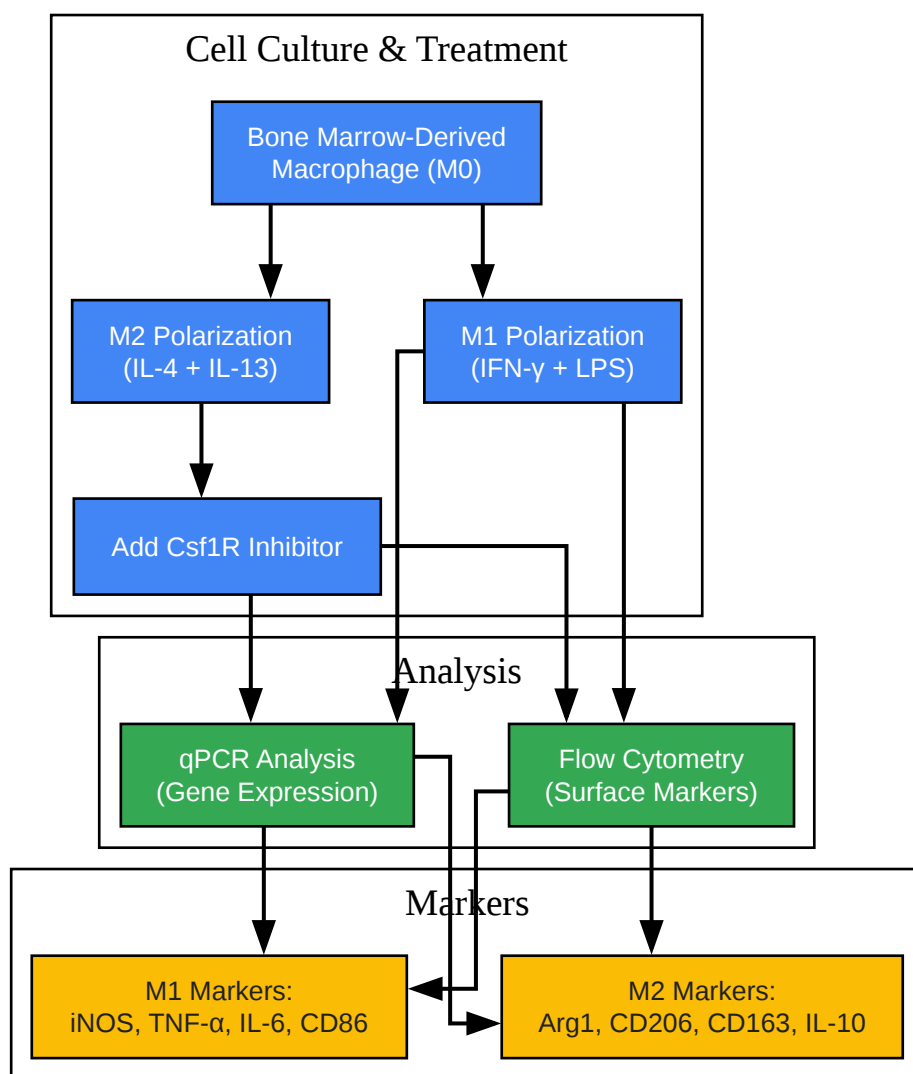 Cell Culture & Treatment
Bone Marrow-Derived
Macrophage (M0)
M2 Polarization
(IL-4 + IL-13)
M1 Polarization
(IFN-γ + LPS)
Add Csf1R Inhibitor
Analysis
qPCR Analysis
(Gene Expression)
Flow Cytometry
(Surface Markers)
Markers
M1 Markers:
iNOS, TNF-α, IL-6, CD86
M2 Markers:
Arg1, CD206, CD163, IL-10